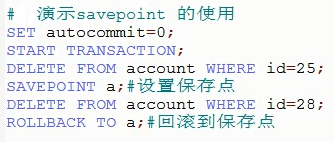 #  演示savepoint 的使用
SET autocommit=0;
START TRANSACTION;
DELETE FROM account WHERE id=25;
SAVEPOINT a;#设置保存点
DELETE FROM account WHERE id=28;
ROLLBACK TO a;#回滚到保存点